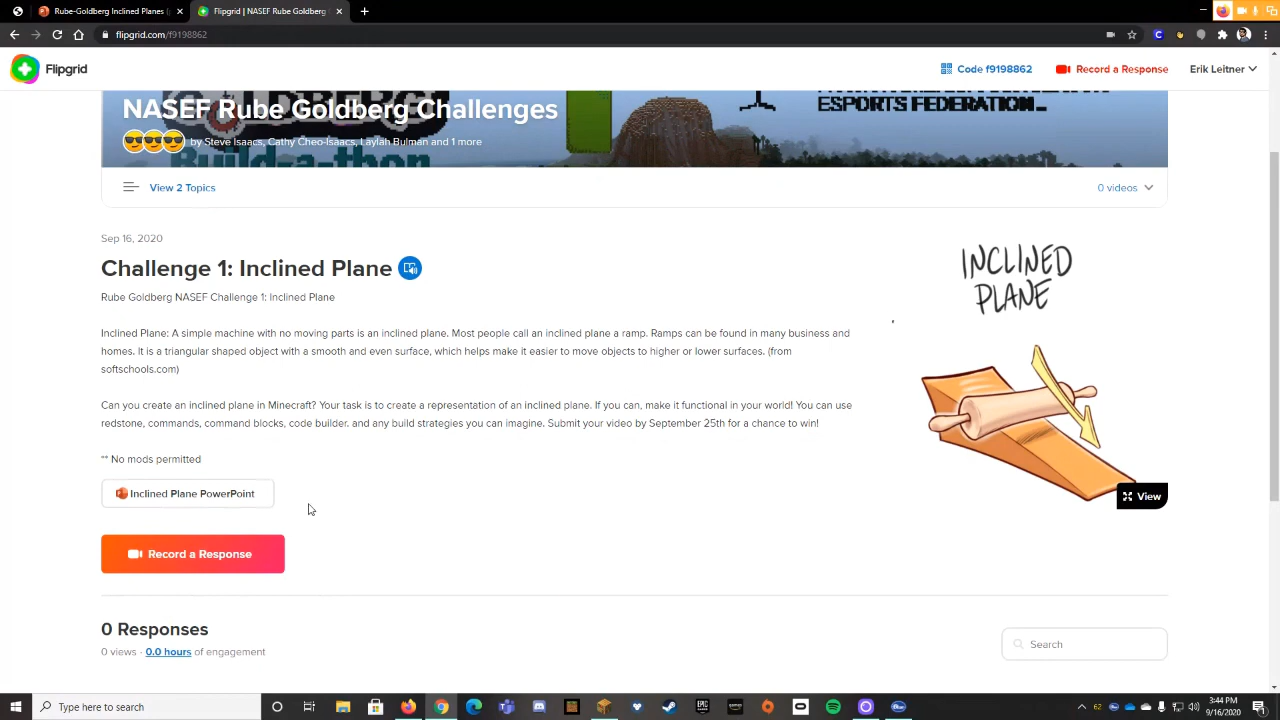 Rube-Goldberg Inclined Planes (
Flipgrid | NASEF Rube Goldberg
flipgrid.com/f9198862
Flipgrid
Code f9198862
Record a Response
Erik Leitner
ESPORTS FEDERATION
NASEF Rube Goldberg Challenges
by Steve Isaacs, Cathy Cheo-Isaacs, Laylah Bulman and 1 more
Build-a-thon
View 2 Topics
0 videos
Sep 16, 2020
Challenge 1: Inclined Plane
Rube Goldberg NASEF Challenge 1: Inclined Plane
Inclined Plane: A simple machine with no moving parts is an inclined plane. Most people call an inclined plane a ramp. Ramps can be found in many business and
homes. It is a triangular shaped object with a smooth and even surface, which helps make it easier to move objects to higher or lower surfaces. (from
softschools.com)
Can you create an inclined plane in Minecraft? Your task is to create a representation of an inclined plane. If you can, make it functional in your world! You can use
redstone, commands, command blocks, code builder. and any build strategies you can imagine. Submit your video by September 25th for a chance to win!
** No mods permitted
Inclined Plane PowerPoint
Record a Response
INCLINED
PLANE
View
0 Responses
0 views - 0.0 hours of engagement
Search
Type here to search
62
3:44 PM
9/16/2020